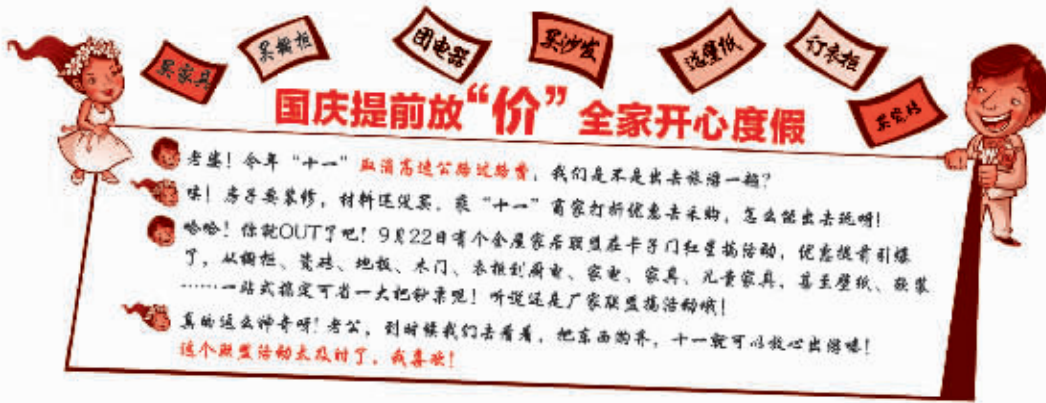 买家具
买橱柜
团电器
买沙发
选壁纸
订衣柜
买瓷砖
国庆提前放“价” 全家开心度假
老婆！今年“十一”取消高速公路过路费，我们是不是出去旅游一趟？
哇！房子要装修，材料还没买，乘“十一”商家打折优惠去采购，怎么能出去玩呀！
哈哈！你就OUT了吧！9月22日有个全屋家居联盟在卡子门红星搞活动，优惠提前引爆
了，从橱柜、瓷砖、地板、木门、衣柜到厨电、家电、家具、儿童家具，甚至壁纸、软装
……一站式搞定可省一大把钞票呢！听说还是厂家联盟搞活动哦！
真的这么神奇呀！老公，到时候我们去看看，把东西购齐，十一就可以放心出游喽！
这个联盟活动太及时了，我喜欢！